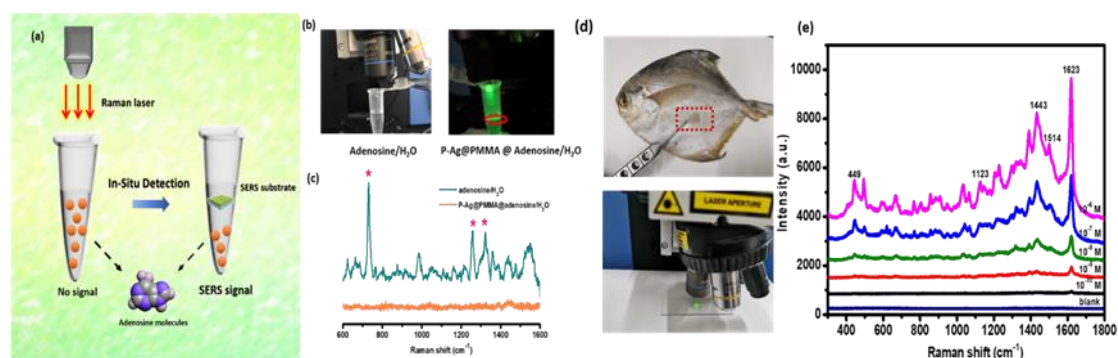 (a)
Raman laser
In-Situ Detection
SERS substrate
No signal
SERS signal
Adenosine molecules
(b)
Adenosine/H₂O
P-Ag@PMMA @ Adenosine/H₂O
(c)
*
* *
adenosine/H₂O
P-Ag@PMMA@adenosine/H₂O
600 800 1000 1200 1400 1600
Raman shift (cm⁻¹)
(d)
LASER APERTURE
(e)
Intensity (a.u.)
10000
8000
6000
4000
2000
0
449
1123
1443
1514
1623
10⁻⁶ M
10⁻⁷ M
10⁻⁸ M
10⁻⁹ M
10⁻¹⁰ M
blank
400 600 800 1000 1200 1400 1600 1800
Raman shift (cm⁻¹)